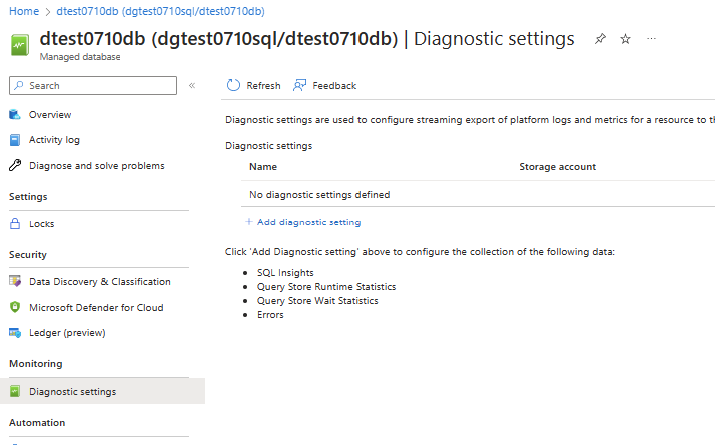 Home > dtest0710db (dgtest0710sql/dtest0710db)
dtest0710db (dgtest0710sql/dtest0710db) | Diagnostic settings ...
Managed database
Search «
Refresh Feedback
Overview
Activity log
Diagnose and solve problems
Settings
Locks
Security
Data Discovery & Classification
Microsoft Defender for Cloud
Ledger (preview)
Monitoring
Diagnostic settings
Automation
Diagnostic settings are used to configure streaming export of platform logs and metrics for a resource to
Diagnostic settings
Name Storage account
No diagnostic settings defined
+ Add diagnostic setting
Click 'Add Diagnostic setting' above to configure the collection of the following data:
• SQL Insights
• Query Store Runtime Statistics
• Query Store Wait Statistics
• Errors